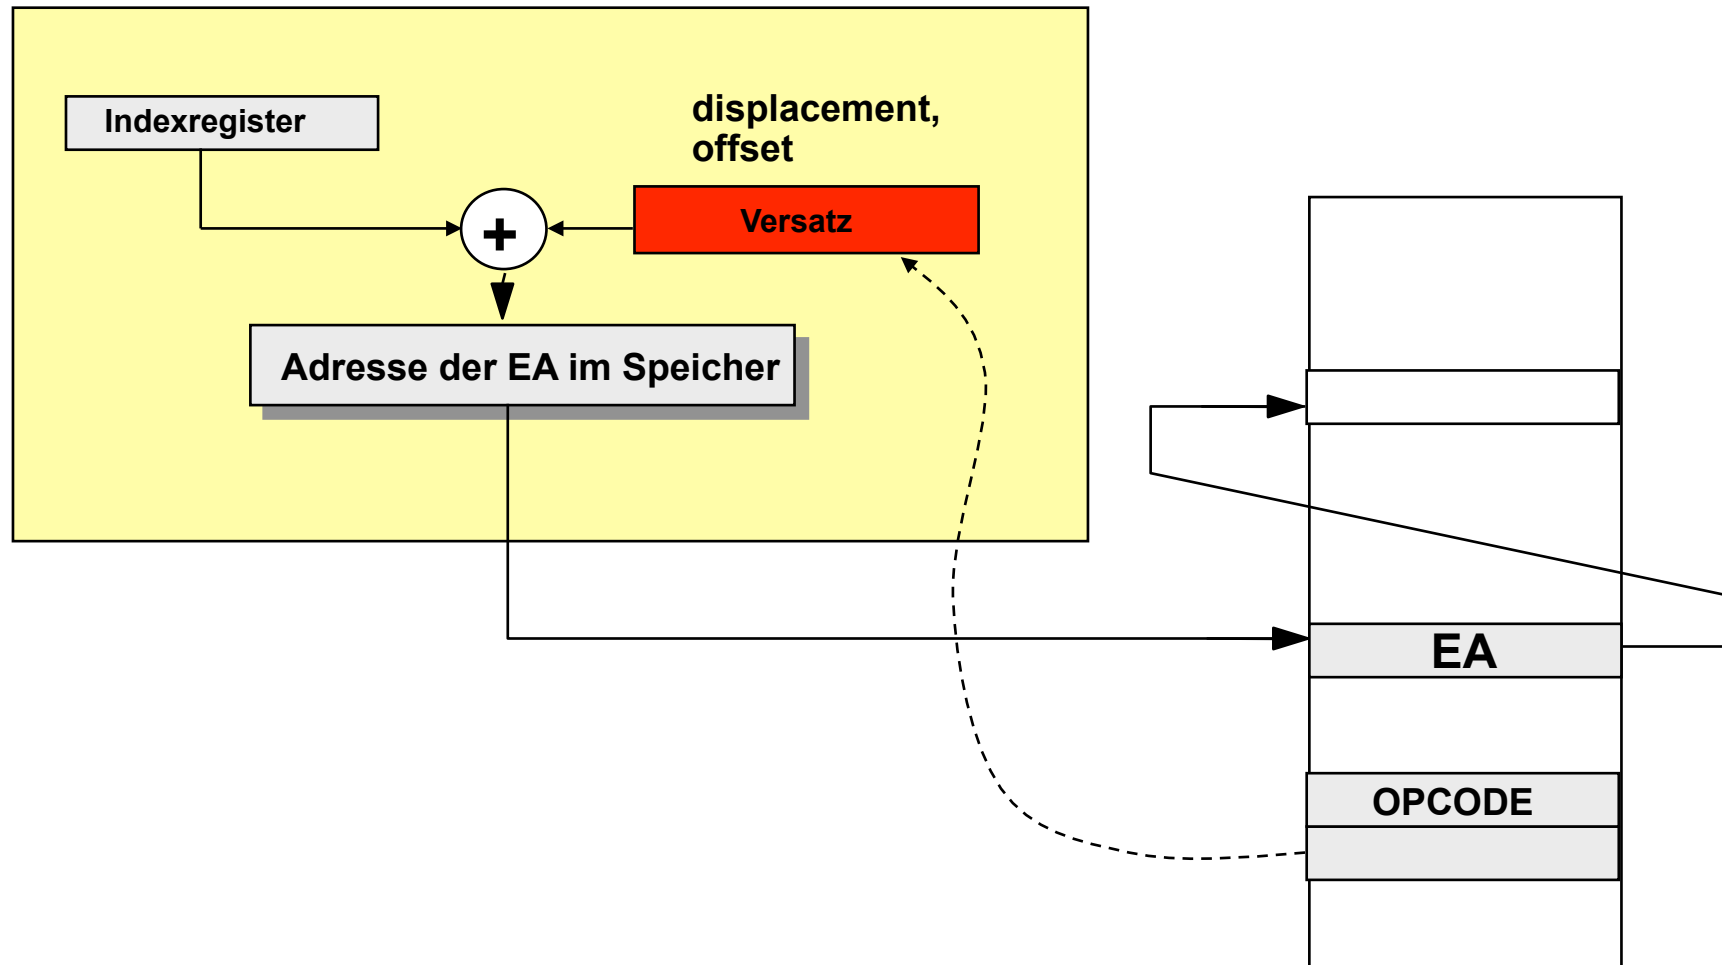 Indexregister
displacement,
offset
Versatz
+
Adresse der EA im Speicher
EA
OPCODE